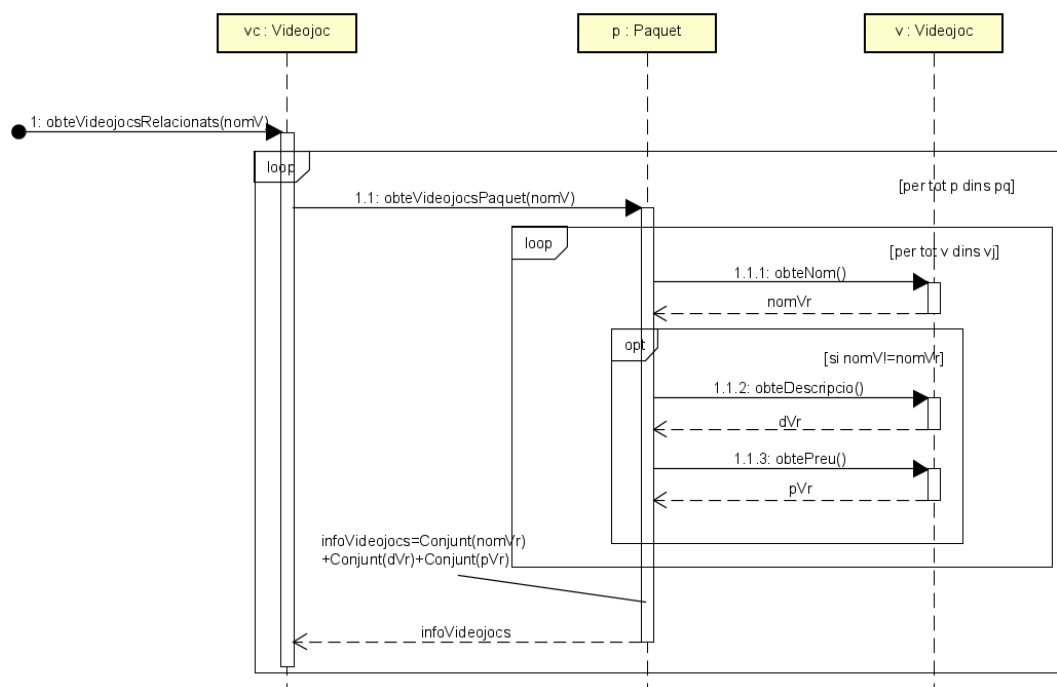 vc : Videojoc
p : Paquet
v : Videojoc
1: obteVideojocsRelacionats(nomV)
loop
[per tot p dins pq]
1.1: obteVideojocsPaquet(nomV)
loop
[per tot v dins vj]
1.1.1: obteNom()
nomVr
opt
[si nomV!=nomVr]
1.1.2: obteDescripcio()
dVr
1.1.3: obtePreu()
pVr
infoVideojocs=Conjunt(nomVr)
+Conjunt(dVr)+Conjunt(pVr)
infoVideojocs